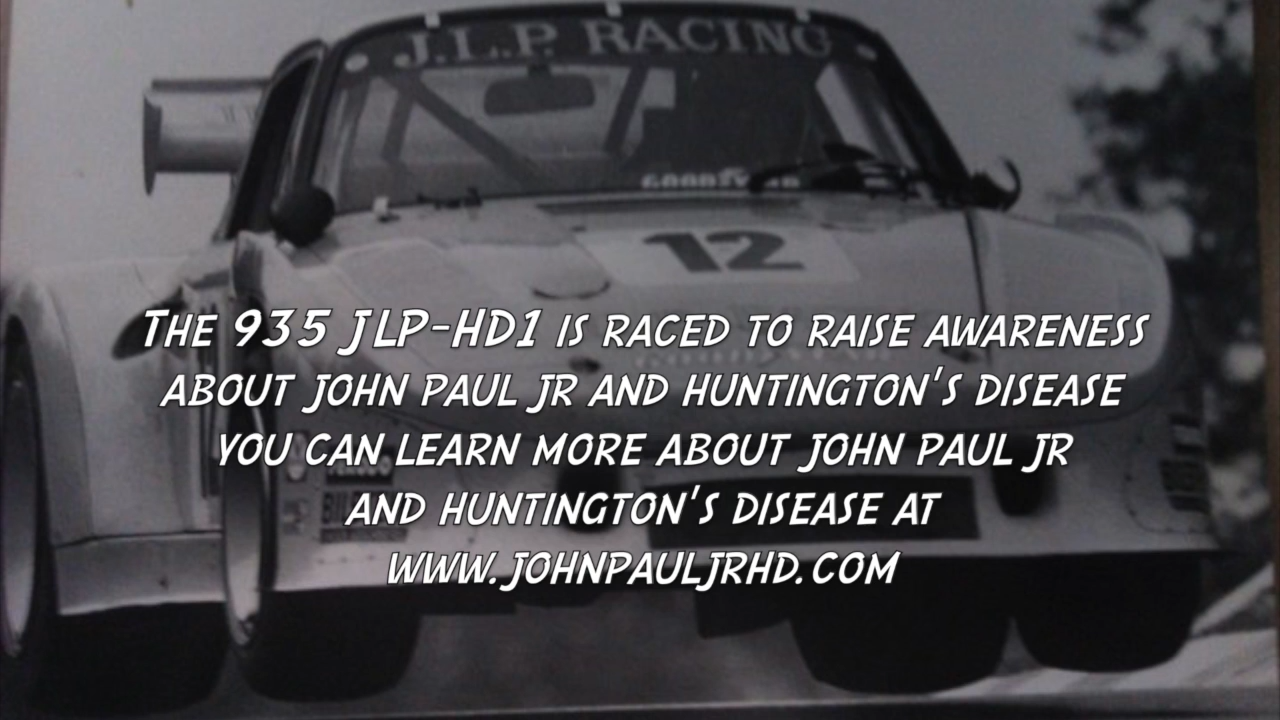 J.L.P. RACING
GOODYEAR
12
The 935 JLP-HD1 is raced to raise awareness
about John Paul Jr and Huntington's Disease
You can learn more about John Paul Jr
and Huntington's Disease at
www.johnpauljrhd.com